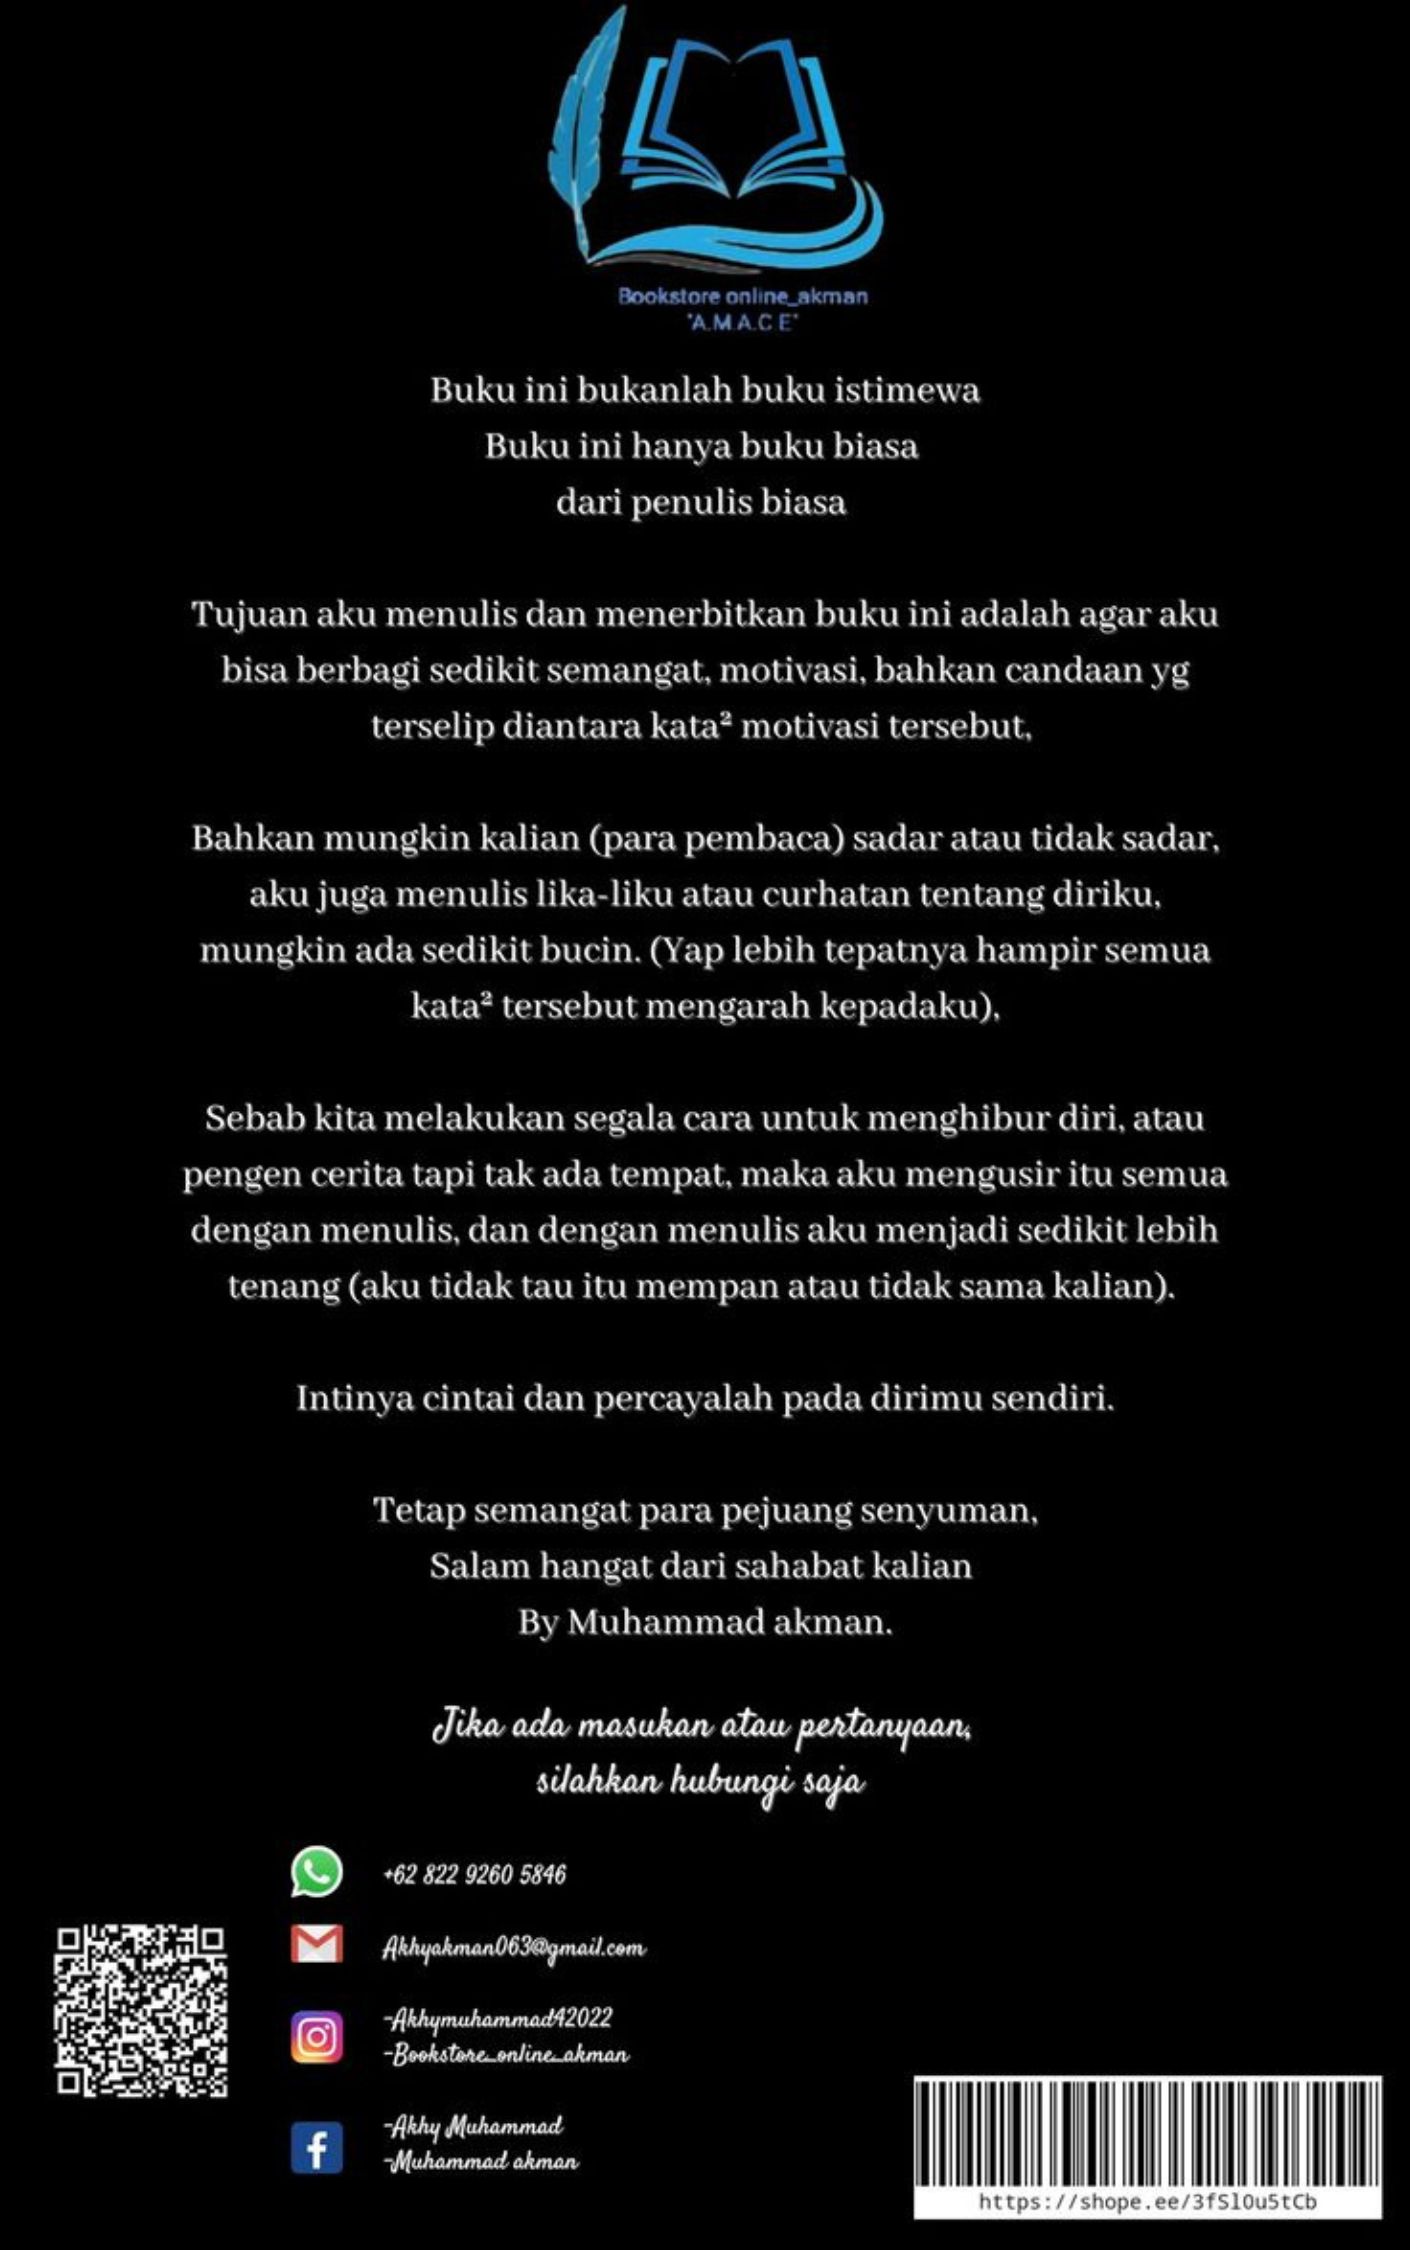 Bookstore online_akman
"A.M.A.C E"
Buku ini bukanlah buku istimewa
Buku ini hanya buku biasa
dari penulis biasa
Tujuan aku menulis dan menerbitkan buku ini adalah agar aku
bisa berbagi sedikit semangat, motivasi, bahkan candaan yg
terselip diantara kata² motivasi tersebut,
Bahkan mungkin kalian (para pembaca) sadar atau tidak sadar,
aku juga menulis lika-liku atau curhatan tentang diriku,
mungkin ada sedikit bucin. (Yap lebih tepatnya hampir semua
kata² tersebut mengarah kepadaku),
Sebab kita melakukan segala cara untuk menghibur diri, atau
pengen cerita tapi tak ada tempat, maka aku mengusir itu semua
dengan menulis, dan dengan menulis aku menjadi sedikit lebih
tenang (aku tidak tau itu mempan atau tidak sama kalian).
Intinya cintai dan percayalah pada dirimu sendiri.
Tetap semangat para pejuang senyuman,
Salam hangat dari sahabat kalian
By Muhammad akman.
Jika ada masukan atau pertanyaan,
silahkan hubungi saja
+62 822 9260 5846
Akhyakman063@gmail.com
-Akhymuhammad42022
-Bookstore_online_akman
-Akhy Muhammad
-Muhammad akman
https://shope.ee/3fSl0u5tCb